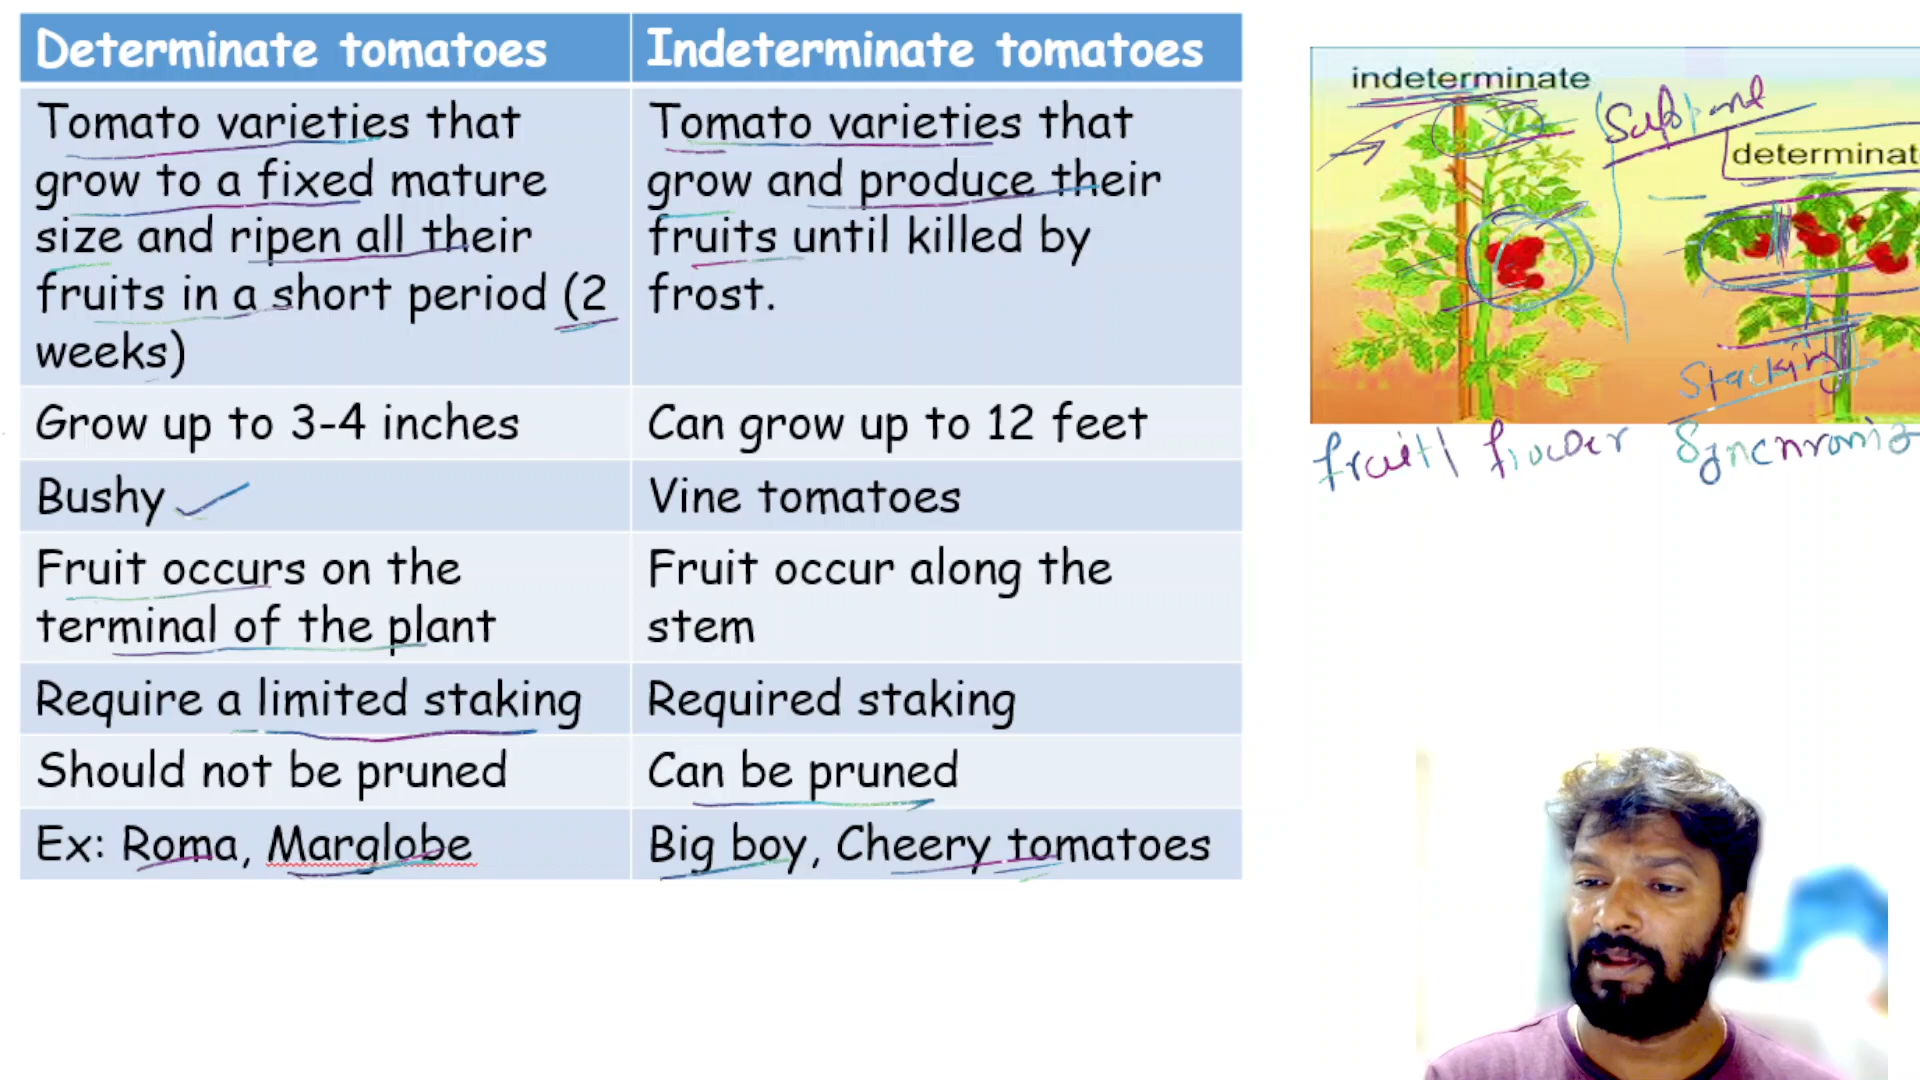 Determinate tomatoes
Indeterminate tomatoes
Tomato varieties that
grow to a fixed mature
size and ripen all their
fruits in a short period (2
weeks)
Tomato varieties that
grow and produce their
fruits until killed by
frost.
Grow up to 3-4 inches
Can grow up to 12 feet
Bushy
Vine tomatoes
Fruit occurs on the
terminal of the plant
Fruit occur along the
stem
Require a limited staking
Required staking
Should not be pruned
Can be pruned
Ex: Roma, Marglobe
Big boy, Cheery tomatoes
indeterminate
determinat
Stacking
fruit| flower Synchroniz